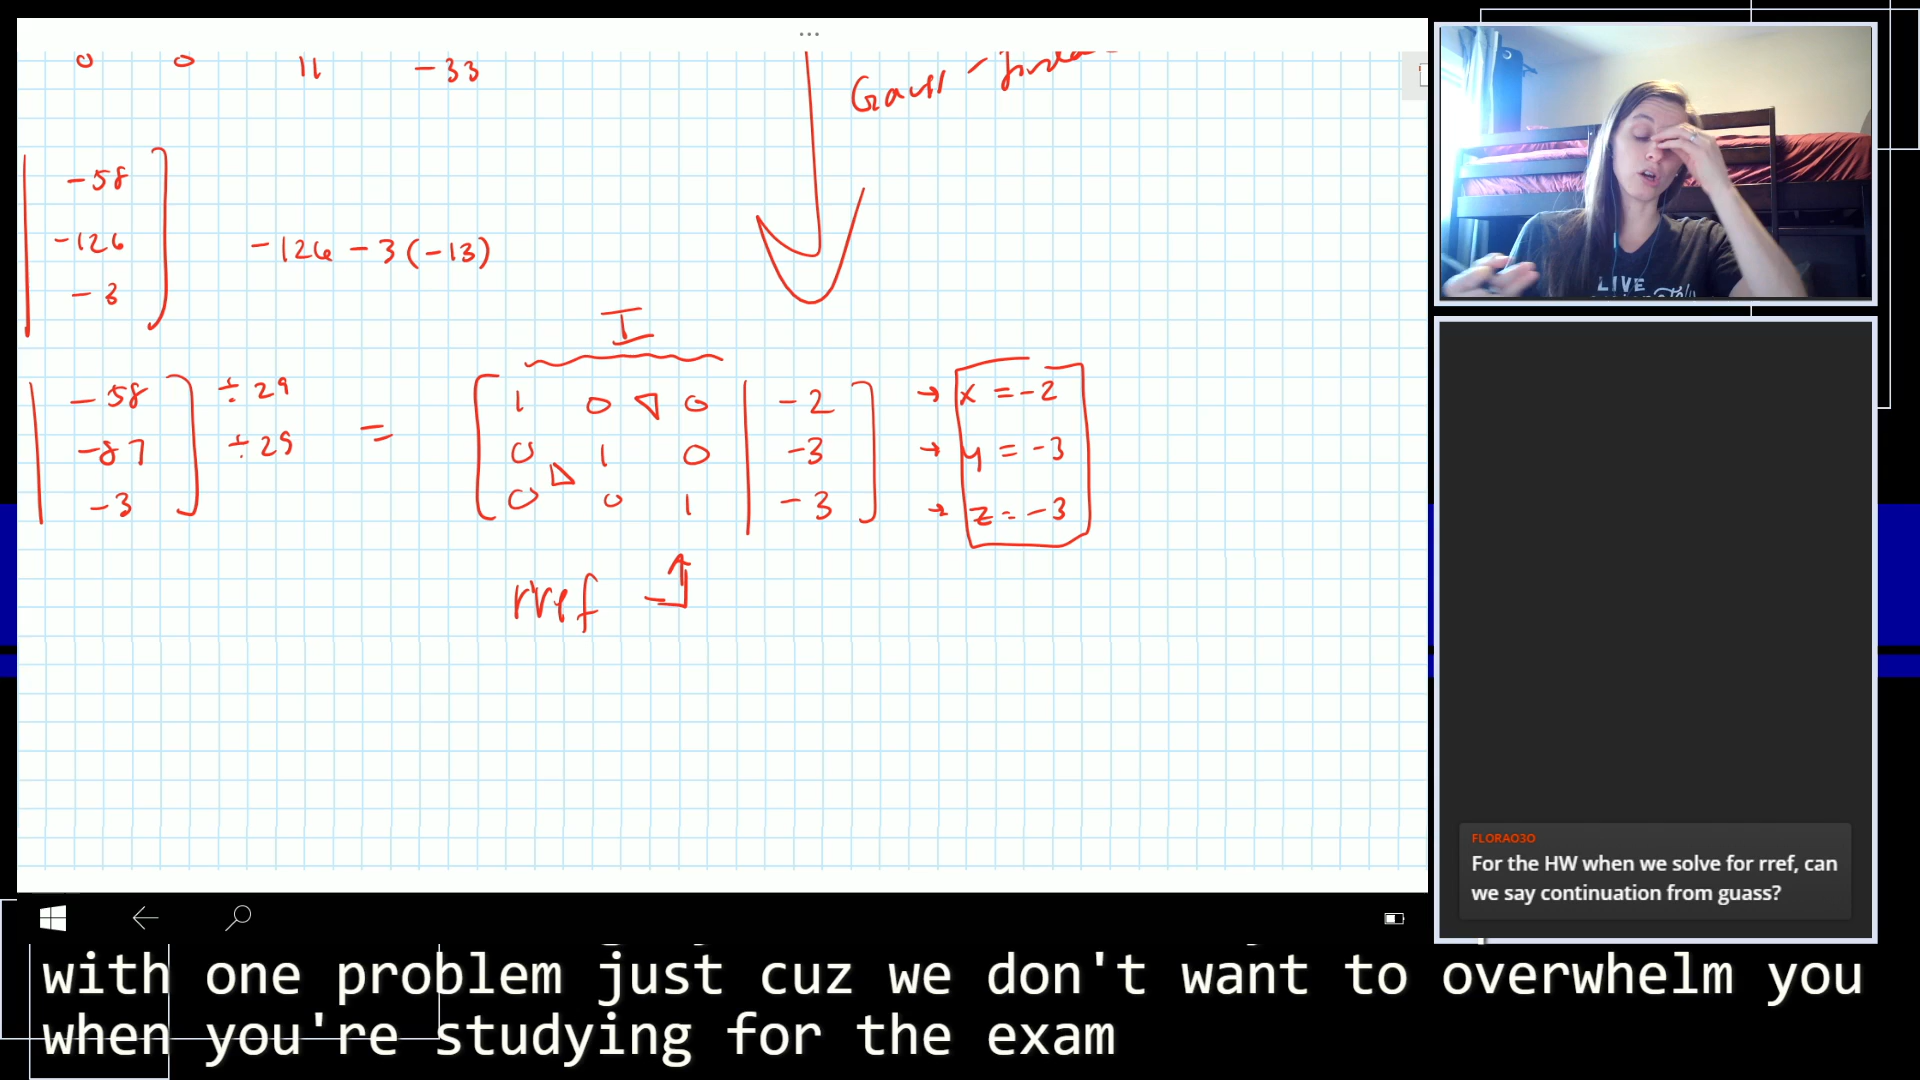 0 0 11 -33
Gauss - Jordan
-58
-126
-3
-126 - 3(-13)
I
-58 ÷ 29
-87 ÷ 29
-3
=
1 0 0 | -2 → x = -2
0 1 0 | -3 → y = -3
0 0 1 | -3 → z = -3
rref
LIVE
FLORAO3O
For the HW when we solve for rref, can
we say continuation from guass?
with one problem just cuz we don't want to overwhelm you
when you're studying for the exam